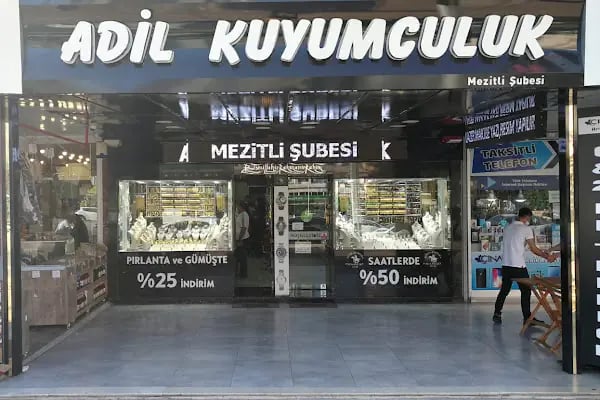 ADİL KUYUMCULUK
Mezitli Şubesi
MEZİTLİ ŞUBESİ
TAKSİTLİ
TELEFON
PIRLANTA ve GÜMÜŞTE
%25 İNDİRİM
SAATLERDE
%50 İNDİRİM